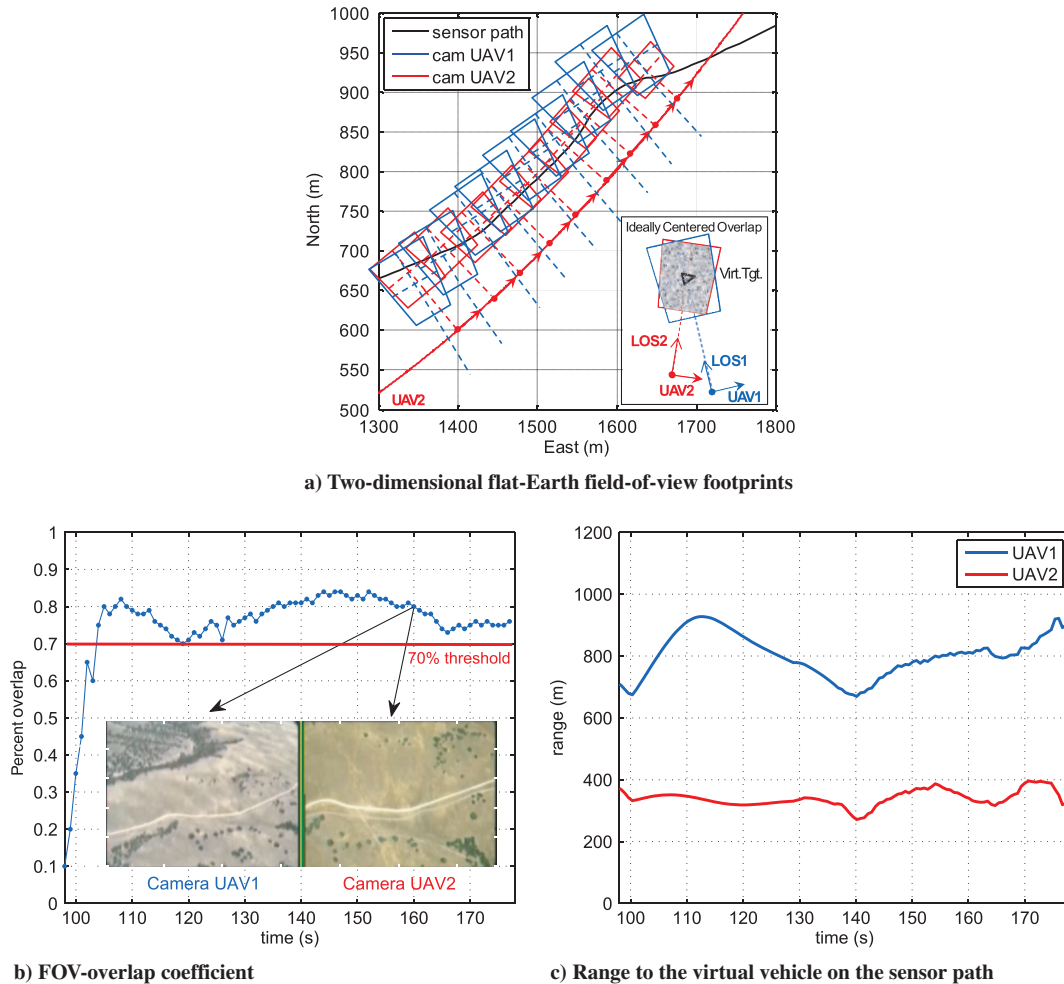 1000
950
900
850
800
750
700
650
600
550
500
North (m)
sensor path
cam UAV1
cam UAV2
Ideally Centered Overlap
Virt.Tgt.
LOS2
LOS1
UAV2
UAV1
UAV2
1300 1400 1500 1600 1700 1800
East (m)
a) Two-dimensional flat-Earth field-of-view footprints
1
0.9
0.8
0.7
0.6
0.5
0.4
0.3
0.2
0.1
0
Percent overlap
70% threshold
Camera UAV1 Camera UAV2
100 110 120 130 140 150 160 170
time (s)
b) FOV-overlap coefficient
1200
1000
800
600
400
200
0
range (m)
UAV1
UAV2
100 110 120 130 140 150 160 170
time (s)
c) Range to the virtual vehicle on the sensor path